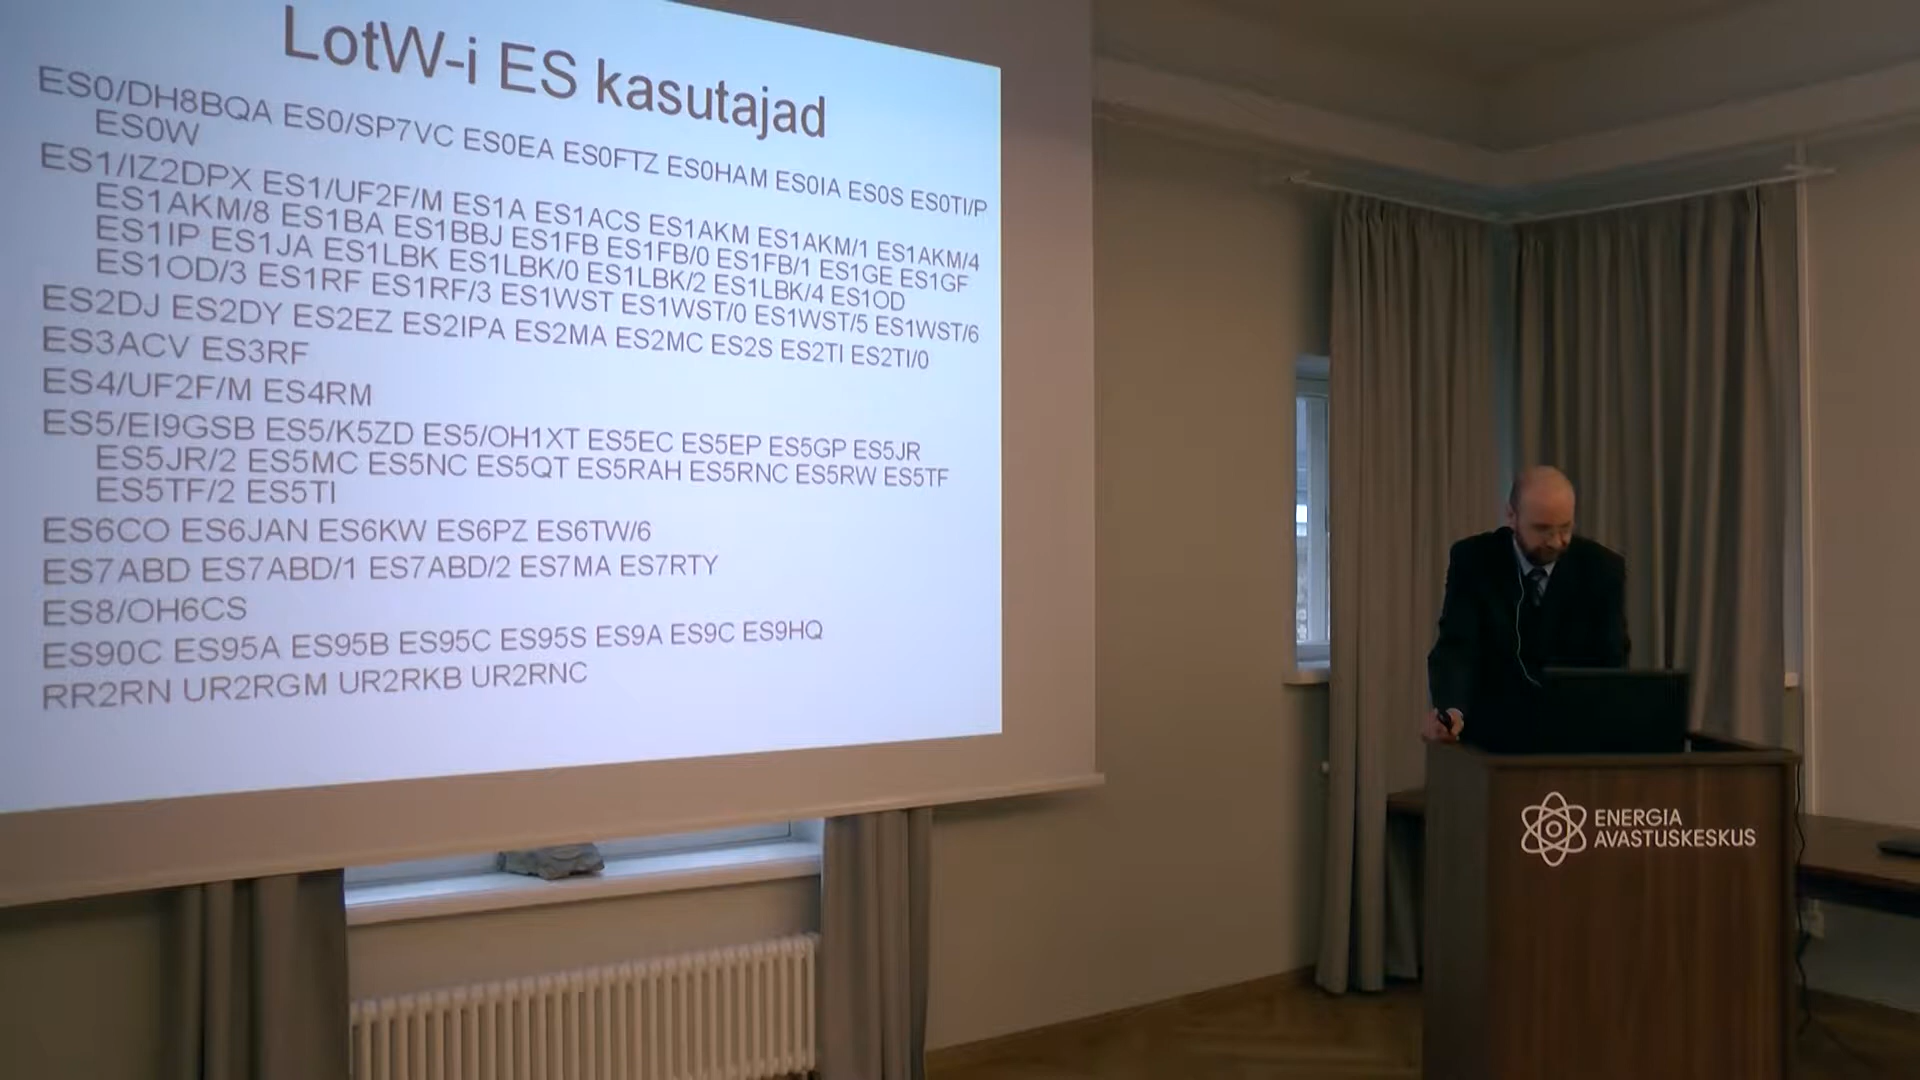 LotW-i ES kasutajad
ES0/DH8BQA ES0/SP7VC ES0EA ES0FTZ ES0HAM ES0IA ES0S ES0TI/P
ES0W
ES1/IZ2DPX ES1/UF2F/M ES1A ES1ACS ES1AKM ES1AKM/1 ES1AKM/4
ES1AKM/8 ES1BA ES1BBJ ES1FB ES1FB/0 ES1FB/1 ES1GE ES1GF
ES1IP ES1JA ES1LBK ES1LBK/0 ES1LBK/2 ES1LBK/4 ES1OD
ES1OD/3 ES1RF ES1RF/3 ES1WST ES1WST/0 ES1WST/5 ES1WST/6
ES2DJ ES2DY ES2EZ ES2IPA ES2MA ES2MC ES2S ES2TI ES2TI/0
ES3ACV ES3RF
ES4/UF2F/M ES4RM
ES5/EI9GSB ES5/K5ZD ES5/OH1XT ES5EC ES5EP ES5GP ES5JR
ES5JR/2 ES5MC ES5NC ES5QT ES5RAH ES5RNC ES5RW ES5TF
ES5TF/2 ES5TI
ES6CO ES6JAN ES6KW ES6PZ ES6TW/6
ES7ABD ES7ABD/1 ES7ABD/2 ES7MA ES7RTY
ES8/OH6CS
ES90C ES95A ES95B ES95C ES95S ES9A ES9C ES9HQ
RR2RN UR2RGM UR2RKB UR2RNC
ENERGIA
AVASTUSKESKUS